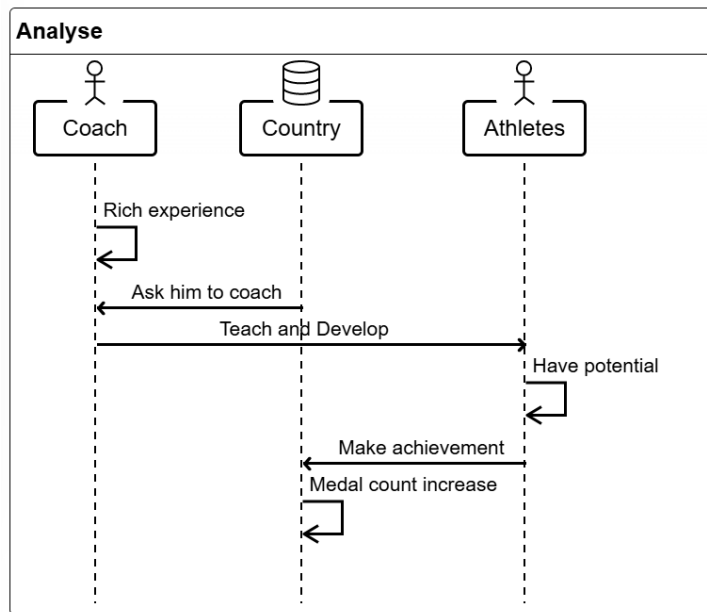 Analyse
Coach
Country
Athletes
Rich experience
Ask him to coach
Teach and Develop
Have potential
Make achievement
Medal count increase